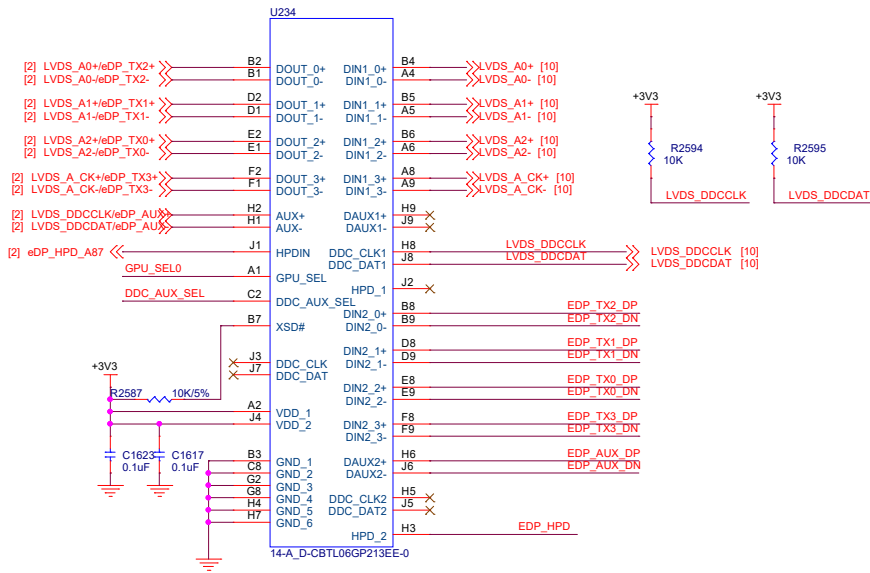 U234
[2] LVDS_A0+/eDP_TX2+ B2 DOUT_0+ DIN1_0+ B4 LVDS_A0+ [10]
[2] LVDS_A0-/eDP_TX2- B1 DOUT_0- DIN1_0- A4 LVDS_A0- [10]
[2] LVDS_A1+/eDP_TX1+ D2 DOUT_1+ DIN1_1+ B5 LVDS_A1+ [10]
[2] LVDS_A1-/eDP_TX1- D1 DOUT_1- DIN1_1- A5 LVDS_A1- [10]
[2] LVDS_A2+/eDP_TX0+ E2 DOUT_2+ DIN1_2+ B6 LVDS_A2+ [10]
[2] LVDS_A2-/eDP_TX0- E1 DOUT_2- DIN1_2- A6 LVDS_A2- [10]
[2] LVDS_A_CK+/eDP_TX3+ F2 DOUT_3+ DIN1_3+ A8 LVDS_A_CK+ [10]
[2] LVDS_A_CK-/eDP_TX3- F1 DOUT_3- DIN1_3- A9 LVDS_A_CK- [10]
[2] LVDS_DDCCLK/eDP_AUX+ H2 AUX+ DAUX1+ H9
[2] LVDS_DDCDAT/eDP_AUX- H1 AUX- DAUX1- J9
[2] eDP_HPD_A87 J1 HPDIN DDC_CLK1 H8 LVDS_DDCCLK LVDS_DDCCLK [10]
DDC_DAT1 J8 LVDS_DDCDAT LVDS_DDCDAT [10]
GPU_SEL0 A1 GPU_SEL
HPD_1 J2
DDC_AUX_SEL C2 DDC_AUX_SEL
DIN2_0+ B8 EDP_TX2_DP
B7 XSD# DIN2_0- B9 EDP_TX2_DN
DIN2_1+ D8 EDP_TX1_DP
J3 DDC_CLK DIN2_1- D9 EDP_TX1_DN
J7 DDC_DAT
DIN2_2+ E8 EDP_TX0_DP
DIN2_2- E9 EDP_TX0_DN
+3V3
R2587 10K/5%
A2 VDD_1
J4 VDD_2 DIN2_3+ F8 EDP_TX3_DP
DIN2_3- F9 EDP_TX3_DN
C1623 0.1uF
C1617 0.1uF
B3 GND_1 DAUX2+ H6 EDP_AUX_DP
C8 GND_2 DAUX2- J6 EDP_AUX_DN
G2 GND_3
G8 GND_4 DDC_CLK2 H5
H4 GND_5 DDC_DAT2 J5
H7 GND_6
HPD_2 H3 EDP_HPD
14-A_D-CBTL06GP213EE-0
+3V3
R2594
10K
LVDS_DDCCLK
+3V3
R2595
10K
LVDS_DDCDAT